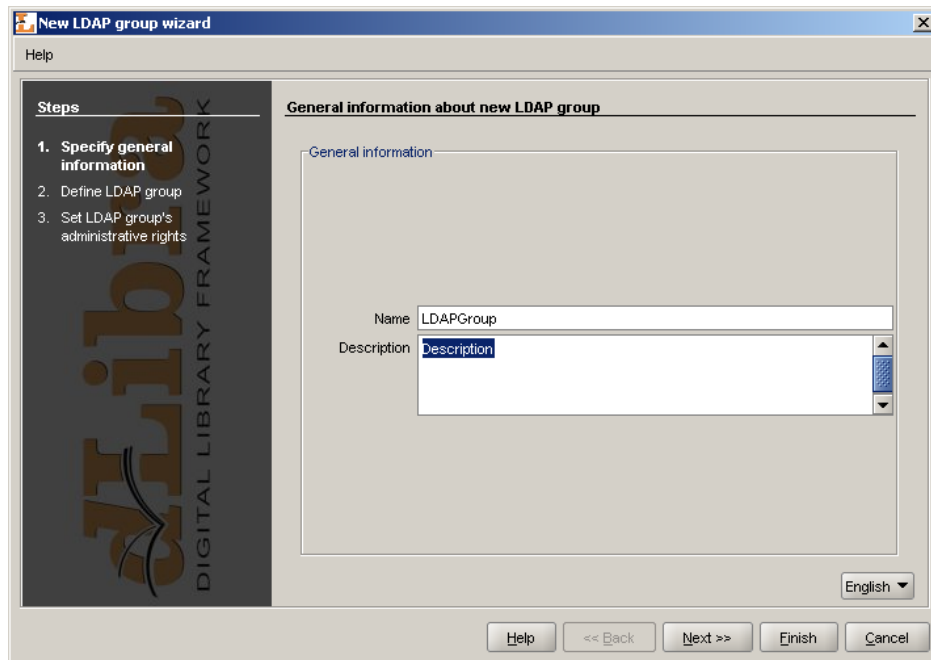 New LDAP group wizard
Help
Steps
1. Specify general
information
2. Define LDAP group
3. Set LDAP group's
administrative rights
dLibra
DIGITAL LIBRARY FRAMEWORK
General information about new LDAP group
General information
Name LDAPGroup
Description Description
English
Help << Back Next >> Finish Cancel